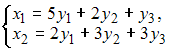 x₁ = 5y₁ + 2y₂ + y₃,
x₂ = 2y₁ + 3y₂ + 3y₃